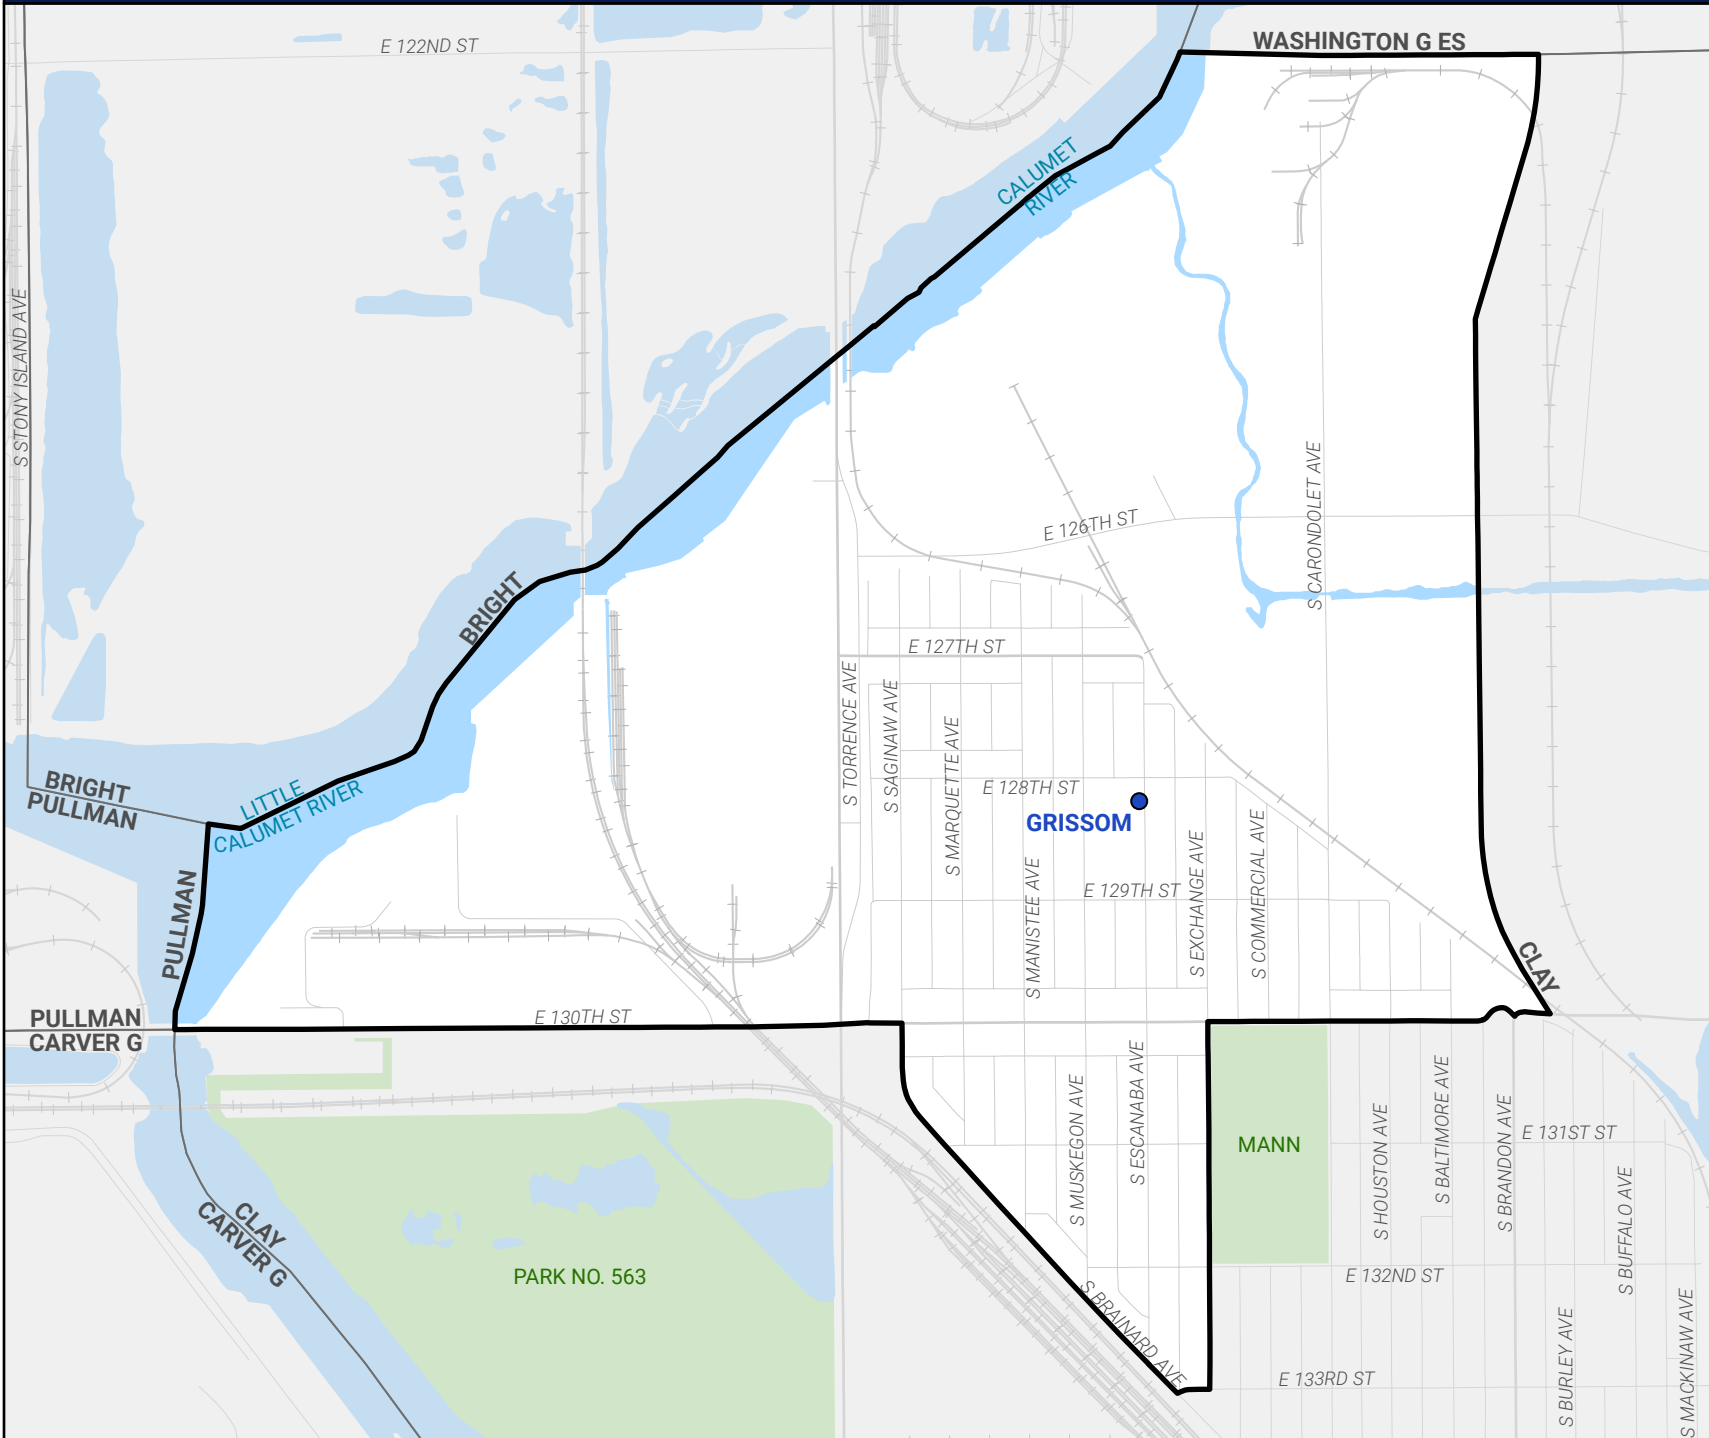 E 122ND ST
WASHINGTON G ES
CALUMET
RIVER
S STONY ISLAND AVE
S CARONDOLET AVE
E 126TH ST
BRIGHT
E 127TH ST
S TORRENCE AVE
S SAGINAW AVE
S MARQUETTE AVE
BRIGHT
PULLMAN
LITTLE
CALUMET RIVER
E 128TH ST
GRISSOM
S MANISTEE AVE
E 129TH ST
S EXCHANGE AVE
S COMMERCIAL AVE
PULLMAN
CLAY
PULLMAN
CARVER G
E 130TH ST
S MUSKEGON AVE
S ESCANABA AVE
MANN
S HOUSTON AVE
S BALTIMORE AVE
S BRANDON AVE
E 131ST ST
S BUFFALO AVE
CLAY
CARVER G
PARK NO. 563
E 132ND ST
S BRAINARD AVE
E 133RD ST
S BURLEY AVE
S MACKINAW AVE